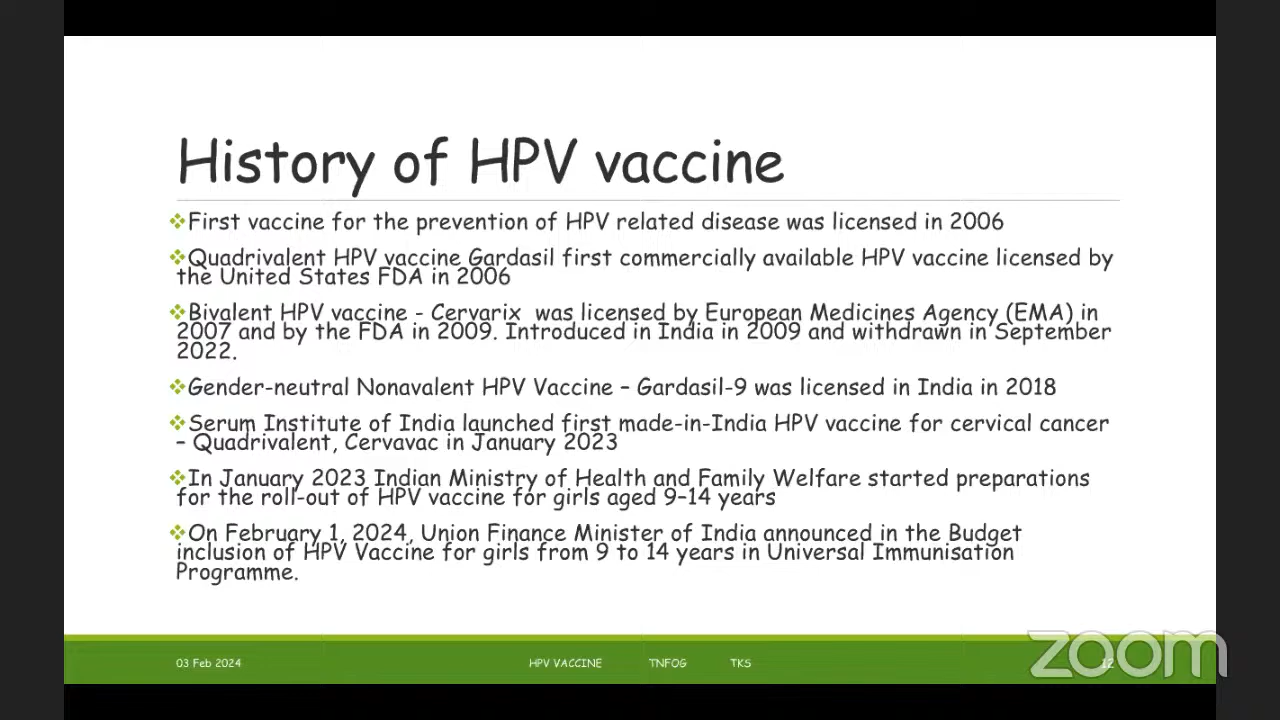 History of HPV vaccine
❖First vaccine for the prevention of HPV related disease was licensed in 2006
❖Quadrivalent HPV vaccine Gardasil first commercially available HPV vaccine licensed by
the United States FDA in 2006
❖Bivalent HPV vaccine - Cervarix was licensed by European Medicines Agency (EMA) in
2007 and by the FDA in 2009. Introduced in India in 2009 and withdrawn in September
2022.
❖Gender-neutral Nonavalent HPV Vaccine – Gardasil-9 was licensed in India in 2018
❖Serum Institute of India launched first made-in-India HPV vaccine for cervical cancer
– Quadrivalent, Cervavac in January 2023
❖In January 2023 Indian Ministry of Health and Family Welfare started preparations
for the roll-out of HPV vaccine for girls aged 9–14 years
❖On February 1, 2024, Union Finance Minister of India announced in the Budget
inclusion of HPV Vaccine for girls from 9 to 14 years in Universal Immunisation
Programme.
03 Feb 2024 HPV VACCINE TNFOG TKS 12
zoom